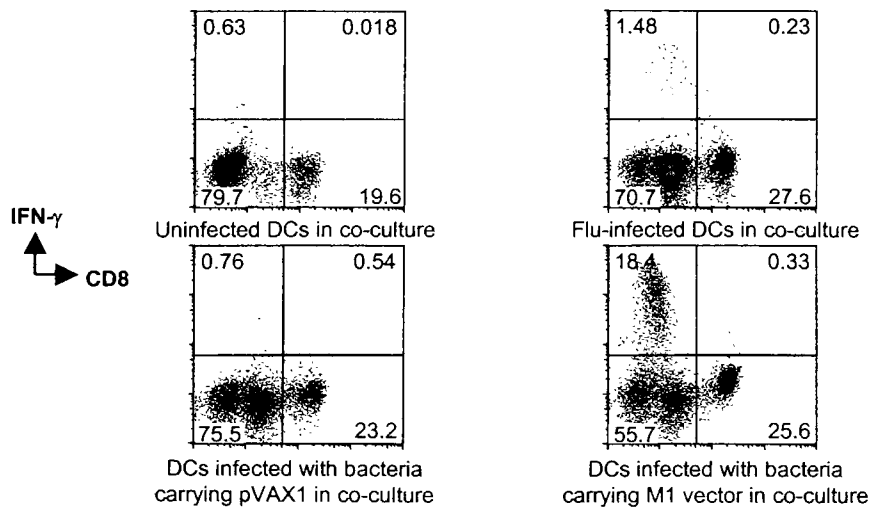 0.63 0.018
79.7 19.6
Uninfected DCs in co-culture
1.48 0.23
70.7 27.6
Flu-infected DCs in co-culture
IFN-γ
CD8
0.76 0.54
75.5 23.2
DCs infected with bacteria
carrying pVAX1 in co-culture
18.4 0.33
55.7 25.6
DCs infected with bacteria
carrying M1 vector in co-culture